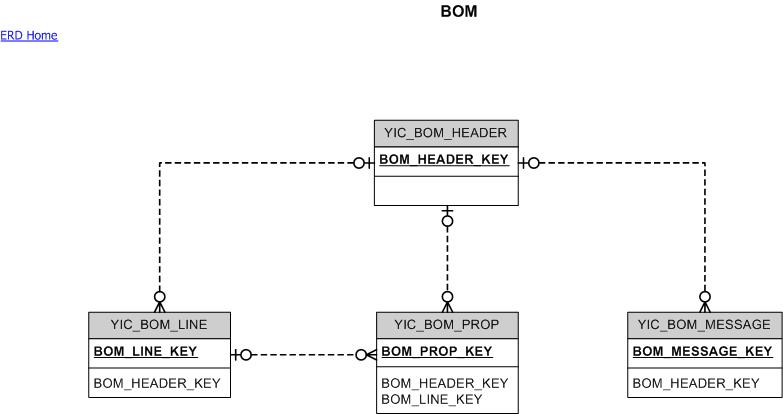 BOM
ERD Home
YIC_BOM_HEADER
BOM_HEADER_KEY
YIC_BOM_LINE
BOM_LINE_KEY
BOM_HEADER_KEY
YIC_BOM_PROP
BOM_PROP_KEY
BOM_HEADER_KEY
BOM_LINE_KEY
YIC_BOM_MESSAGE
BOM_MESSAGE_KEY
BOM_HEADER_KEY